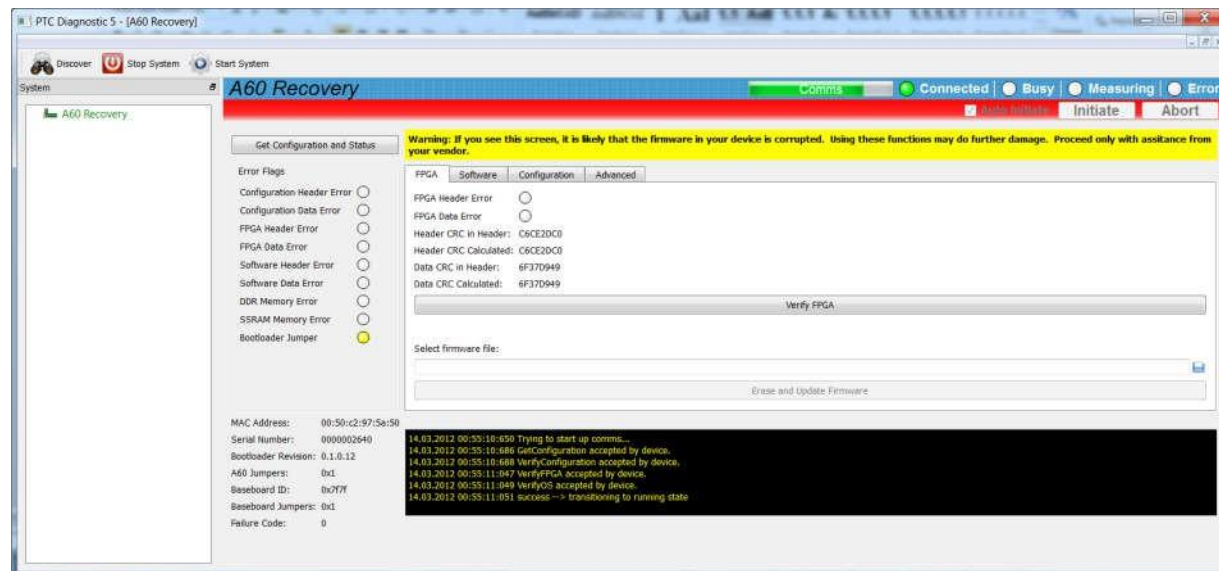 PTC Diagnostic 5 - [A60 Recovery]
Discover Stop System Start System
System
A60 Recovery
A60 Recovery
Comms Connected Busy Measuring Error
Auto Initiate Initiate Abort
Get Configuration and Status
Warning: If you see this screen, it is likely that the firmware in your device is corrupted. Using these functions may do further damage. Proceed only with assitance from
your vendor.
Error Flags
Configuration Header Error
Configuration Data Error
FPGA Header Error
FPGA Data Error
Software Header Error
Software Data Error
DDR Memory Error
SSRAM Memory Error
Bootloader Jumper
FPGA Software Configuration Advanced
FPGA Header Error
FPGA Data Error
Header CRC in Header: C6CE2DC0
Header CRC Calculated: C6CE2DC0
Data CRC in Header: 6F37D949
Data CRC Calculated: 6F37D949
Verify FPGA
Select firmware file:
Erase and Update Firmware
MAC Address: 00:50:c2:97:5a:50
Serial Number: 0000002640
Bootloader Revision: 0.1.0.12
A60 Jumpers: 0x1
Baseboard ID: 0x7f7f
Baseboard Jumpers: 0x1
Failure Code: 0
14.03.2012 00:55:10:650 Trying to start up comms...
14.03.2012 00:55:10:686 GetConfiguration accepted by device.
14.03.2012 00:55:10:688 VerifyConfiguration accepted by device.
14.03.2012 00:55:11:047 VerifyFPGA accepted by device.
14.03.2012 00:55:11:049 VerifyOS accepted by device.
14.03.2012 00:55:11:051 success --> transitioning to running state